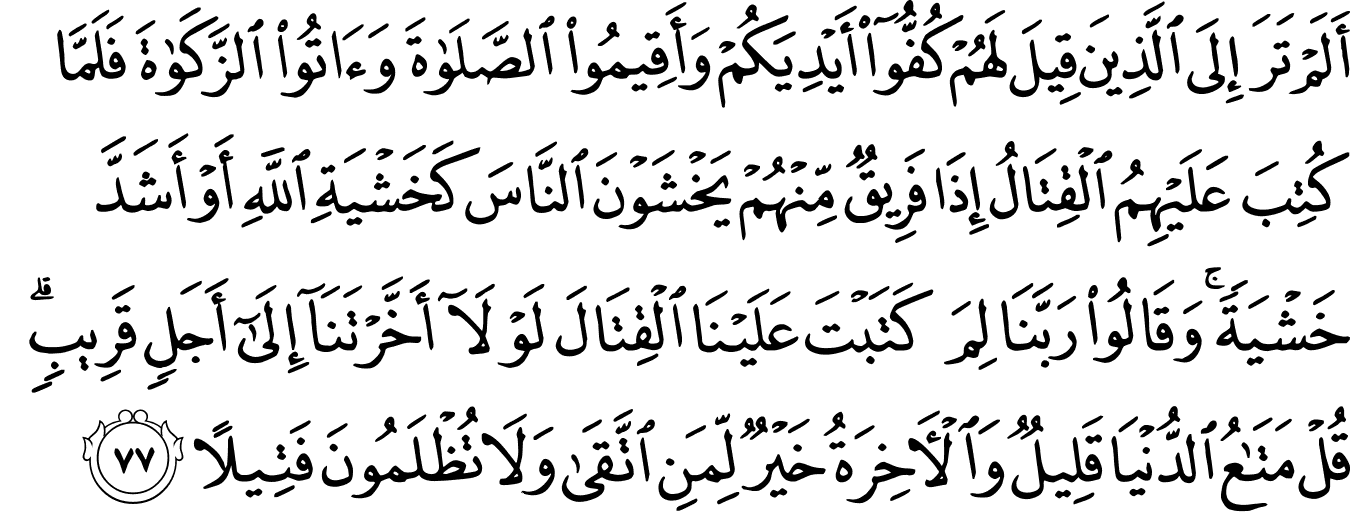 أَلَمْ تَرَ إِلَى ٱلَّذِينَ قِيلَ لَهُمْ كُفُّوٓا۟ أَيْدِيَكُمْ وَأَقِيمُوا۟ ٱلصَّلَوٰةَ وَءَاتُوا۟ ٱلزَّكَوٰةَ فَلَمَّا
كُتِبَ عَلَيْهِمُ ٱلْقِتَالُ إِذَا فَرِيقٌ مِّنْهُمْ يَخْشَوْنَ ٱلنَّاسَ كَخَشْيَةِ ٱللَّهِ أَوْ أَشَدَّ
خَشْيَةً ۚ وَقَالُوا۟ رَبَّنَا لِمَ كَتَبْتَ عَلَيْنَا ٱلْقِتَالَ لَوْلَآ أَخَّرْتَنَآ إِلَىٰٓ أَجَلٍ قَرِيبٍ ۗ
قُلْ مَتَـٰعُ ٱلدُّنْيَا قَلِيلٌ وَٱلْـَٔاخِرَةُ خَيْرٌ لِّمَنِ ٱتَّقَىٰ وَلَا تُظْلَمُونَ فَتِيلًا ٧٧